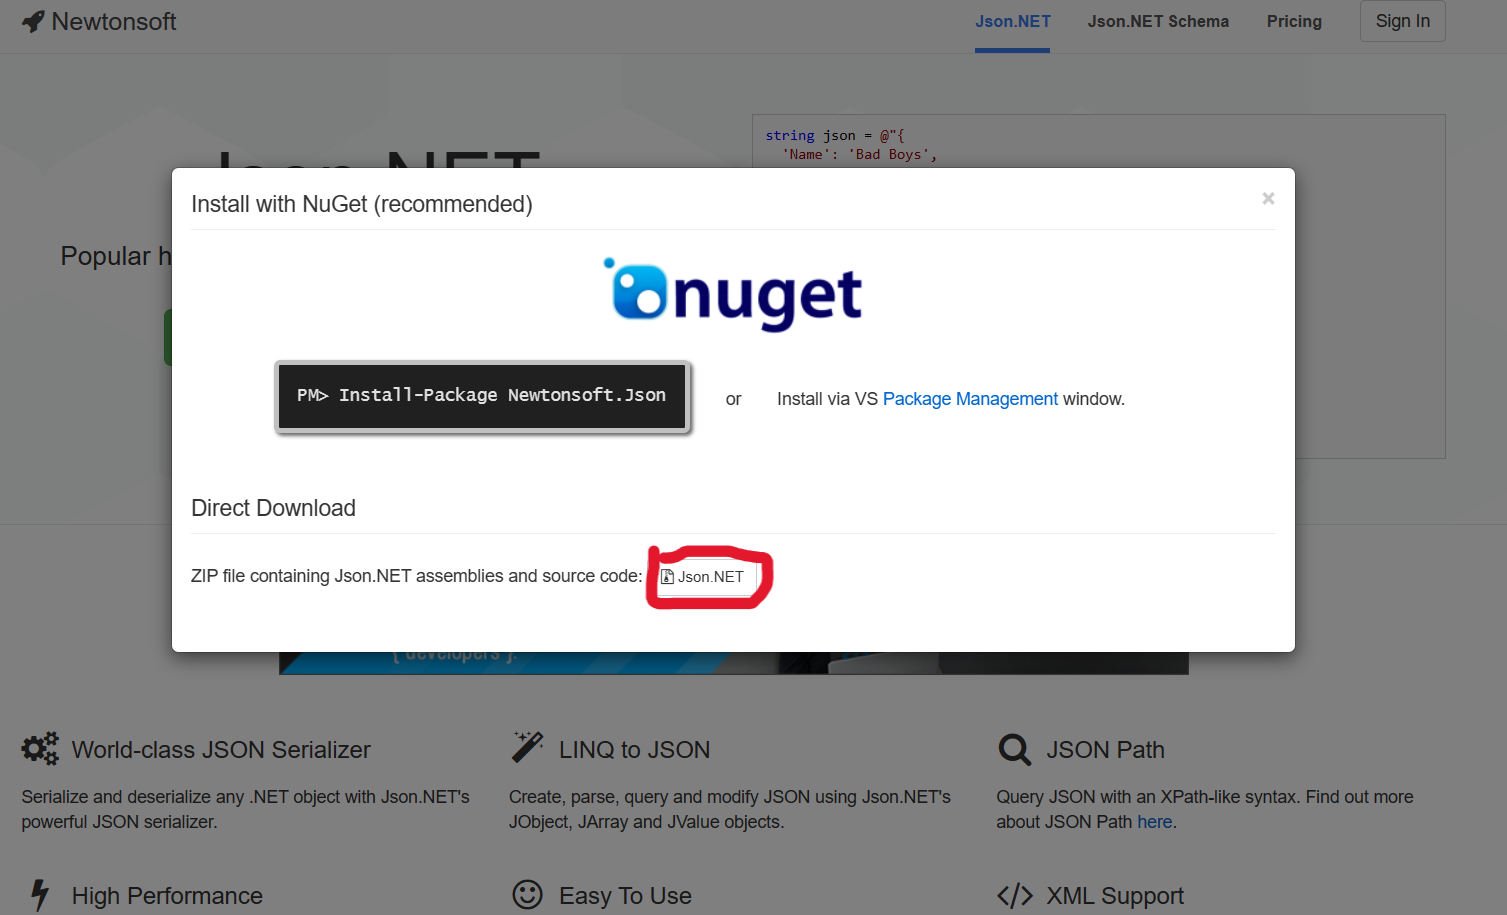 Newtonsoft
Json.NET
Json.NET Schema
Pricing
Sign In
string json = @"{
'Name': 'Bad Boys',
Popular h
Install with NuGet (recommended)
×
nuget
PM> Install-Package Newtonsoft.Json
or
Install via VS Package Management window.
Direct Download
ZIP file containing Json.NET assemblies and source code:
Json.NET
{ developers }.
World-class JSON Serializer
Serialize and deserialize any .NET object with Json.NET's
powerful JSON serializer.
LINQ to JSON
Create, parse, query and modify JSON using Json.NET's
JObject, JArray and JValue objects.
JSON Path
Query JSON with an XPath-like syntax. Find out more
about JSON Path here.
High Performance
Easy To Use
XML Support